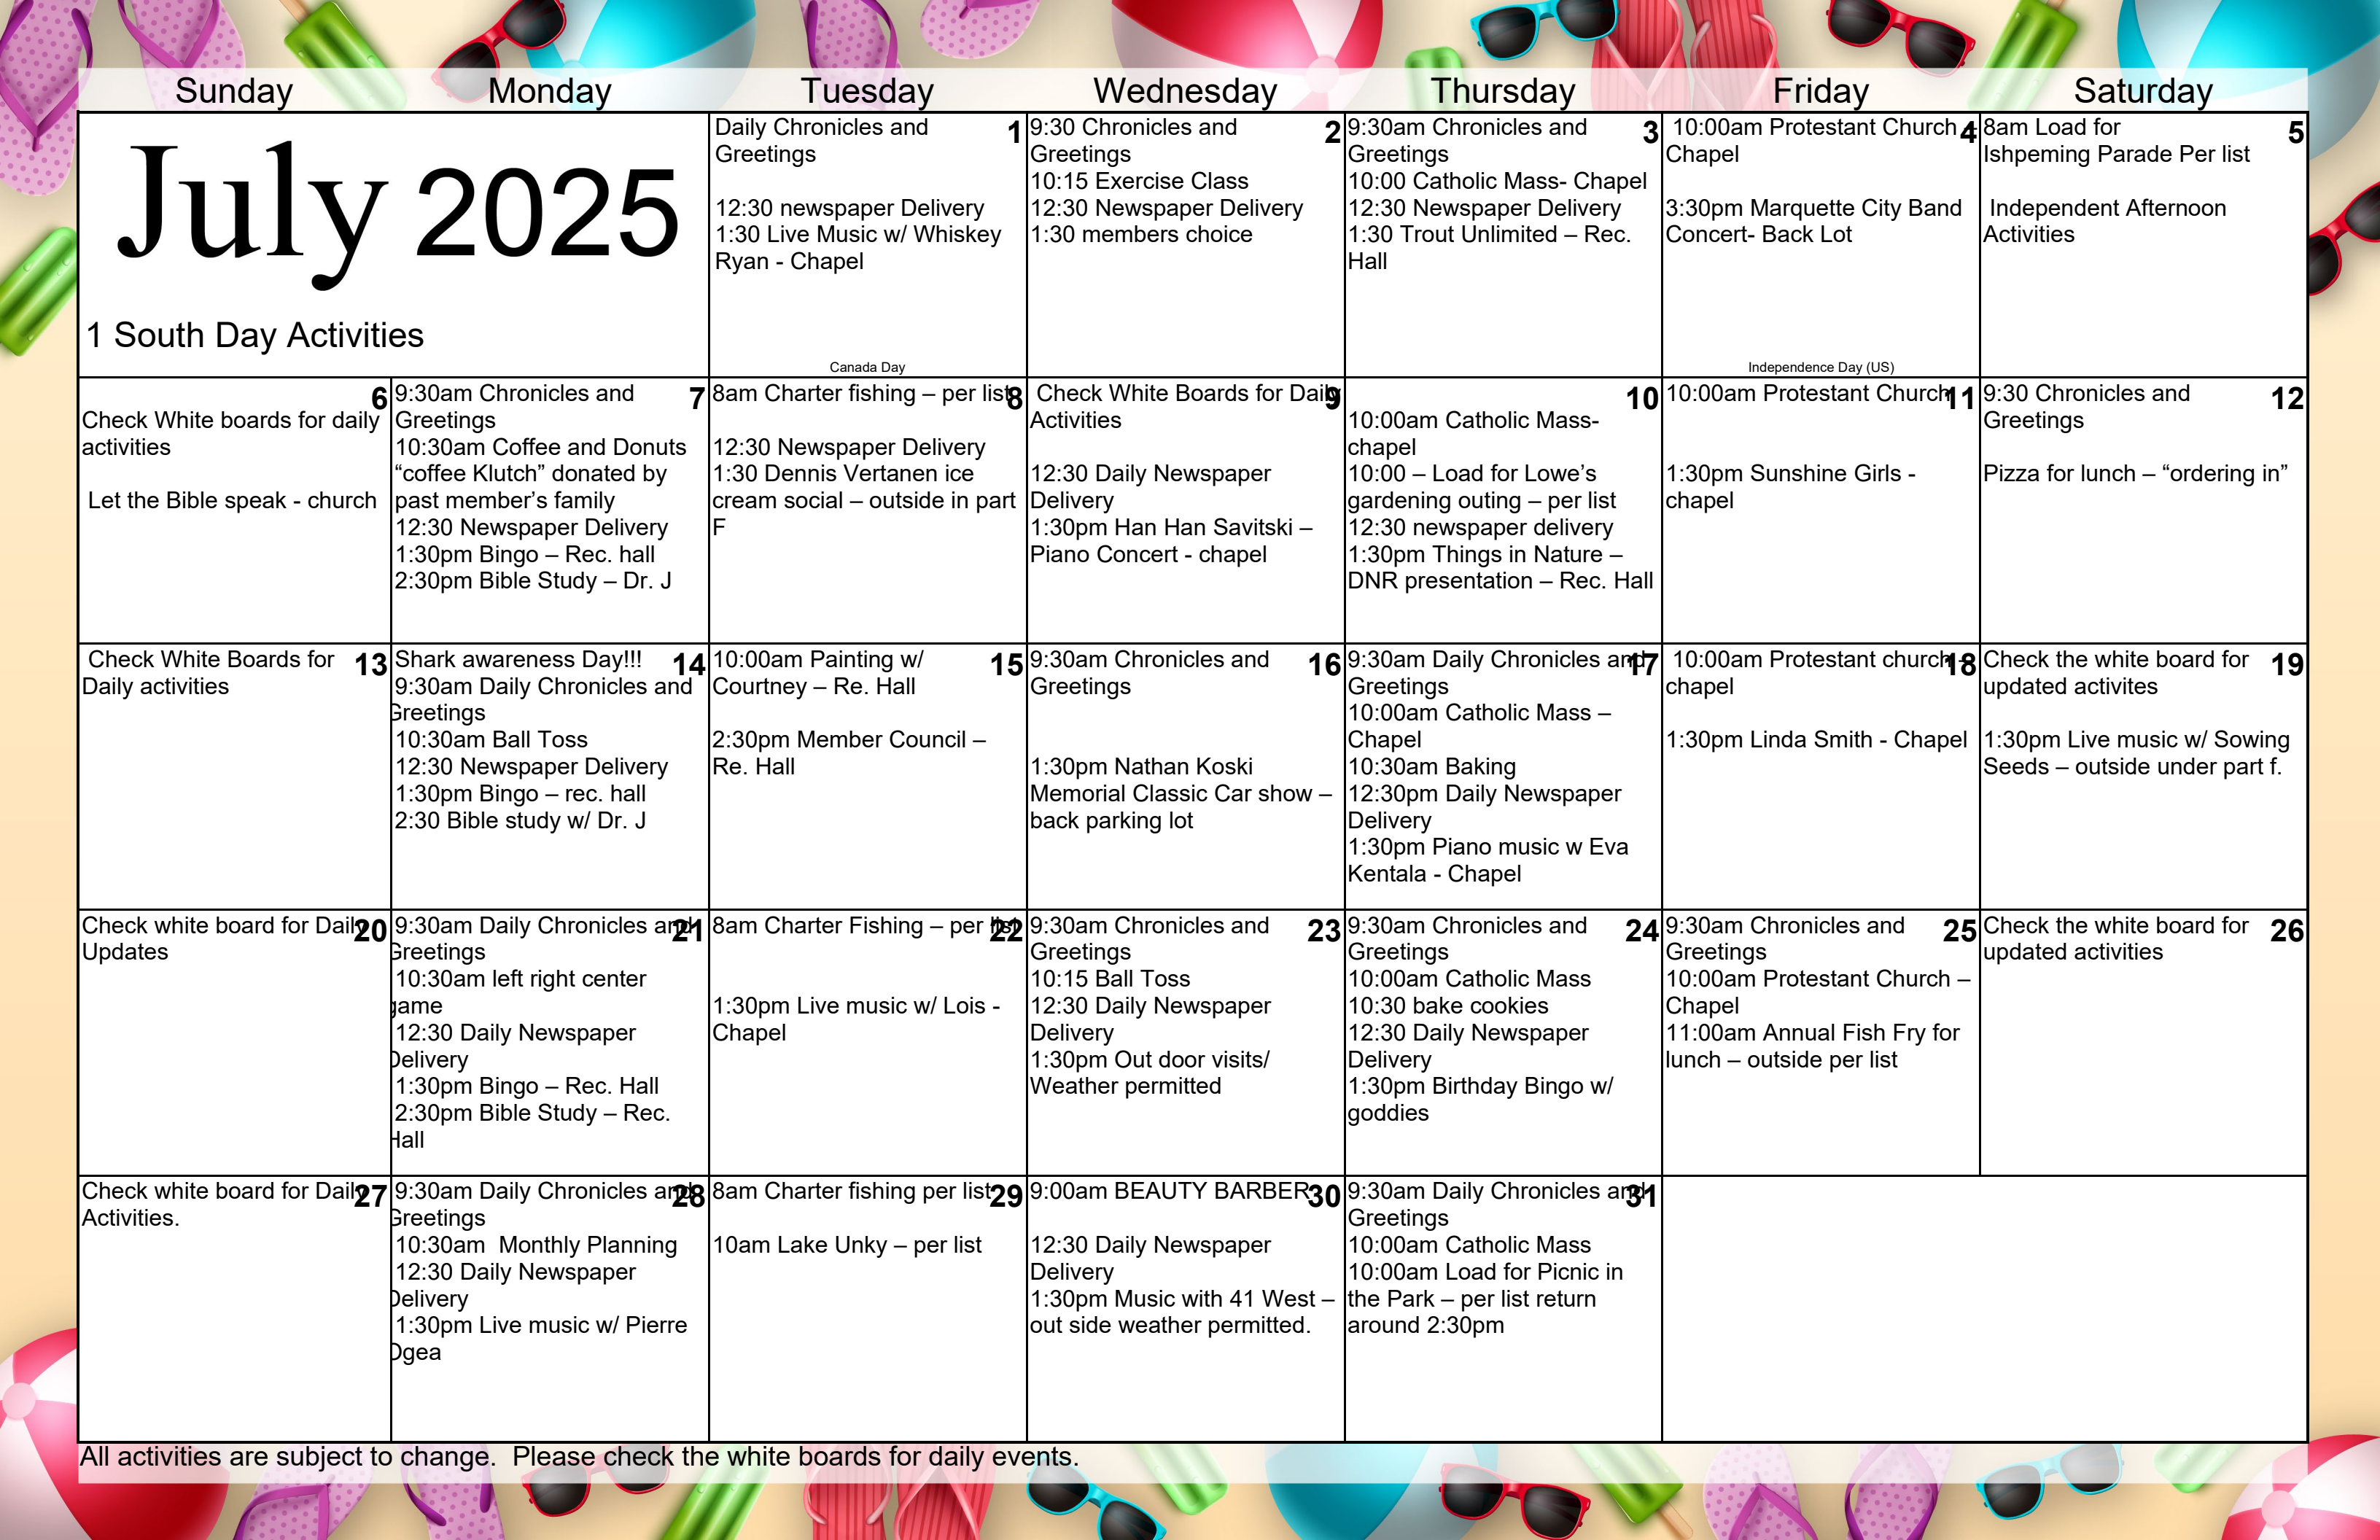 Sunday Monday Tuesday Wednesday Thursday Friday Saturday
July 2025
1 South Day Activities
1
Daily Chronicles and
Greetings
12:30 newspaper Delivery
1:30 Live Music w/ Whiskey
Ryan - Chapel
Canada Day
2
9:30 Chronicles and
Greetings
10:15 Exercise Class
12:30 Newspaper Delivery
1:30 members choice
3
9:30am Chronicles and
Greetings
10:00 Catholic Mass- Chapel
12:30 Newspaper Delivery
1:30 Trout Unlimited – Rec.
Hall
4
10:00am Protestant Church -
Chapel
3:30pm Marquette City Band
Concert- Back Lot
Independence Day (US)
5
8am Load for
Ishpeming Parade Per list
Independent Afternoon
Activities
6
Check White boards for daily
activities
Let the Bible speak - church
7
9:30am Chronicles and
Greetings
10:30am Coffee and Donuts
“coffee Klutch” donated by
past member’s family
12:30 Newspaper Delivery
1:30pm Bingo – Rec. hall
2:30pm Bible Study – Dr. J
8
8am Charter fishing – per list
12:30 Newspaper Delivery
1:30 Dennis Vertanen ice
cream social – outside in part
F
9
Check White Boards for Daily
Activities
12:30 Daily Newspaper
Delivery
1:30pm Han Han Savitski –
Piano Concert - chapel
10
10:00am Catholic Mass-
chapel
10:00 – Load for Lowe’s
gardening outing – per list
12:30 newspaper delivery
1:30pm Things in Nature –
DNR presentation – Rec. Hall
11
10:00am Protestant Church
1:30pm Sunshine Girls -
chapel
12
9:30 Chronicles and
Greetings
Pizza for lunch – “ordering in”
13
Check White Boards for
Daily activities
14
Shark awareness Day!!!
9:30am Daily Chronicles and
Greetings
10:30am Ball Toss
12:30 Newspaper Delivery
1:30pm Bingo – rec. hall
2:30 Bible study w/ Dr. J
15
10:00am Painting w/
Courtney – Re. Hall
2:30pm Member Council –
Re. Hall
16
9:30am Chronicles and
Greetings
1:30pm Nathan Koski
Memorial Classic Car show –
back parking lot
17
9:30am Daily Chronicles and
Greetings
10:00am Catholic Mass –
Chapel
10:30am Baking
12:30pm Daily Newspaper
Delivery
1:30pm Piano music w Eva
Kentala - Chapel
18
10:00am Protestant church –
chapel
1:30pm Linda Smith - Chapel
19
Check the white board for
updated activites
1:30pm Live music w/ Sowing
Seeds – outside under part f.
20
Check white board for Daily
Updates
21
9:30am Daily Chronicles and
Greetings
10:30am left right center
game
12:30 Daily Newspaper
Delivery
1:30pm Bingo – Rec. Hall
2:30pm Bible Study – Rec.
Hall
22
8am Charter Fishing – per list
1:30pm Live music w/ Lois -
Chapel
23
9:30am Chronicles and
Greetings
10:15 Ball Toss
12:30 Daily Newspaper
Delivery
1:30pm Out door visits/
Weather permitted
24
9:30am Chronicles and
Greetings
10:00am Catholic Mass
10:30 bake cookies
12:30 Daily Newspaper
Delivery
1:30pm Birthday Bingo w/
goddies
25
9:30am Chronicles and
Greetings
10:00am Protestant Church –
Chapel
11:00am Annual Fish Fry for
lunch – outside per list
26
Check the white board for
updated activities
27
Check white board for Daily
Activities.
28
9:30am Daily Chronicles and
Greetings
10:30am  Monthly Planning
12:30 Daily Newspaper
Delivery
1:30pm Live music w/ Pierre
Ogea
29
8am Charter fishing per list
10am Lake Unky – per list
30
9:00am BEAUTY BARBER
12:30 Daily Newspaper
Delivery
1:30pm Music with 41 West –
out side weather permitted.
31
9:30am Daily Chronicles and
Greetings
10:00am Catholic Mass
10:00am Load for Picnic in
the Park – per list return
around 2:30pm
All activities are subject to change.  Please check the white boards for daily events.